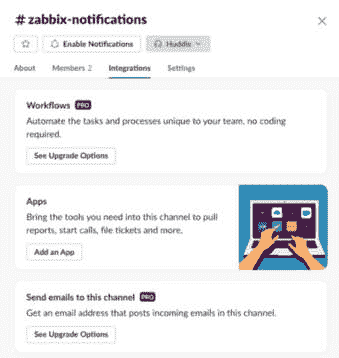 # zabbix-notifications
Enable Notifications
Huddle
About Members 2 Integrations Settings
Workflows PRO
Automate the tasks and processes unique to your team, no coding
required.
See Upgrade Options
Apps
Bring the tools you need into this channel to pull
reports, start calls, file tickets and more.
Add an App
Send emails to this channel PRO
Get an email address that posts incoming emails in this channel.
See Upgrade Options